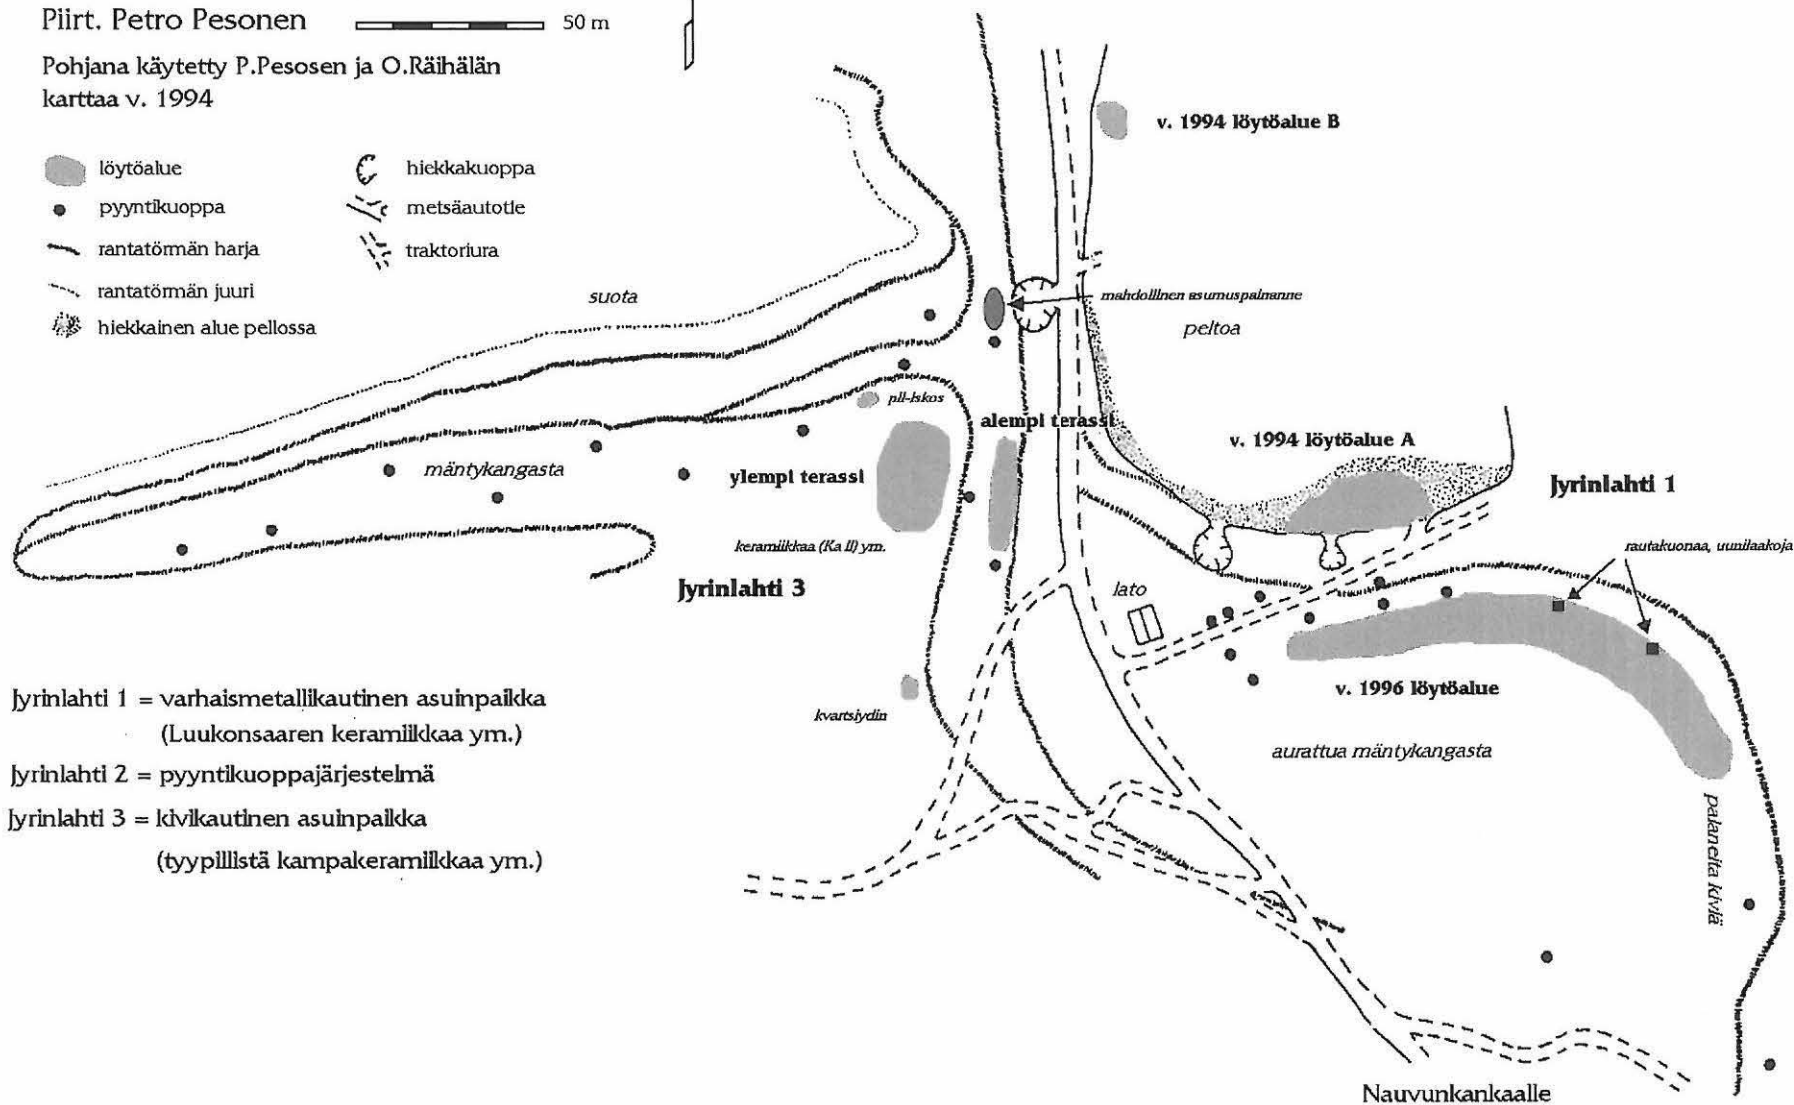 Piirt. Petro Pesonen
50 m
Pohjana käytetty P.Pesosen ja O.Räihälän
karttaa v. 1994
löytöalue
pyyntikuoppa
rantatörmän harja
rantatörmän juuri
hiekkainen alue pellossa
hiekkakuoppa
metsäautotie
traktoriura
v. 1994 löytöalue B
suota
mahdollinen asumuspainanne
peltoa
pii-iskos
alempi terassi
v. 1994 löytöalue A
mäntykangasta
ylempi terassi
Jyrinlahti 1
keramiikkaa (Ka II) ym.
rautakuonaa, uunilaakoja
Jyrinlahti 3
lato
v. 1996 löytöalue
kvartsiydin
aurattua mäntykangasta
palaneita kiviä
Jyrinlahti 1 = varhaismetallikautinen asuinpaikka
(Luukonsaaren keramiikkaa ym.)
Jyrinlahti 2 = pyyntikuoppajärjestelmä
Jyrinlahti 3 = kivikautinen asuinpaikka
(tyypillistä kampakeramiikkaa ym.)
Nauvunkankaalle